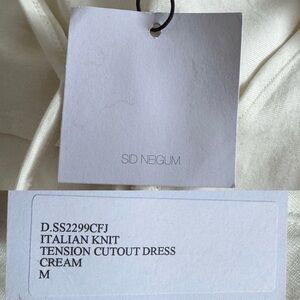 SID NEIGUM
D.SS2299CFJ
ITALIAN KNIT
TENSION CUTOUT DRESS
CREAM
M